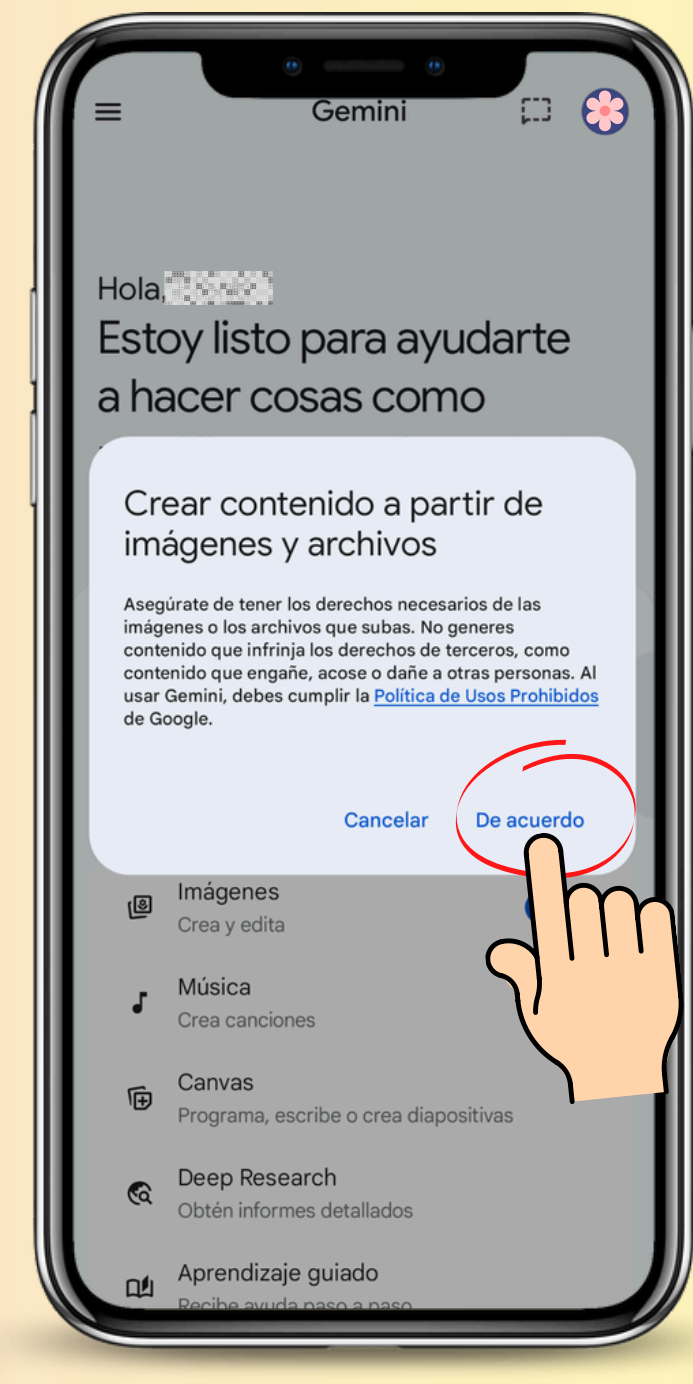 Gemini
Hola,
Estoy listo para ayudarte
a hacer cosas como
Crear contenido a partir de
imágenes y archivos
Asegúrate de tener los derechos necesarios de las
imágenes o los archivos que subas. No generes
contenido que infrinja los derechos de terceros, como
contenido que engañe, acose o dañe a otras personas. Al
usar Gemini, debes cumplir la Política de Usos Prohibidos
de Google.
Cancelar De acuerdo
Imágenes
Crea y edita
Música
Crea canciones
Canvas
Programa, escribe o crea diapositivas
Deep Research
Obtén informes detallados
Aprendizaje guiado
Recibe ayuda paso a paso